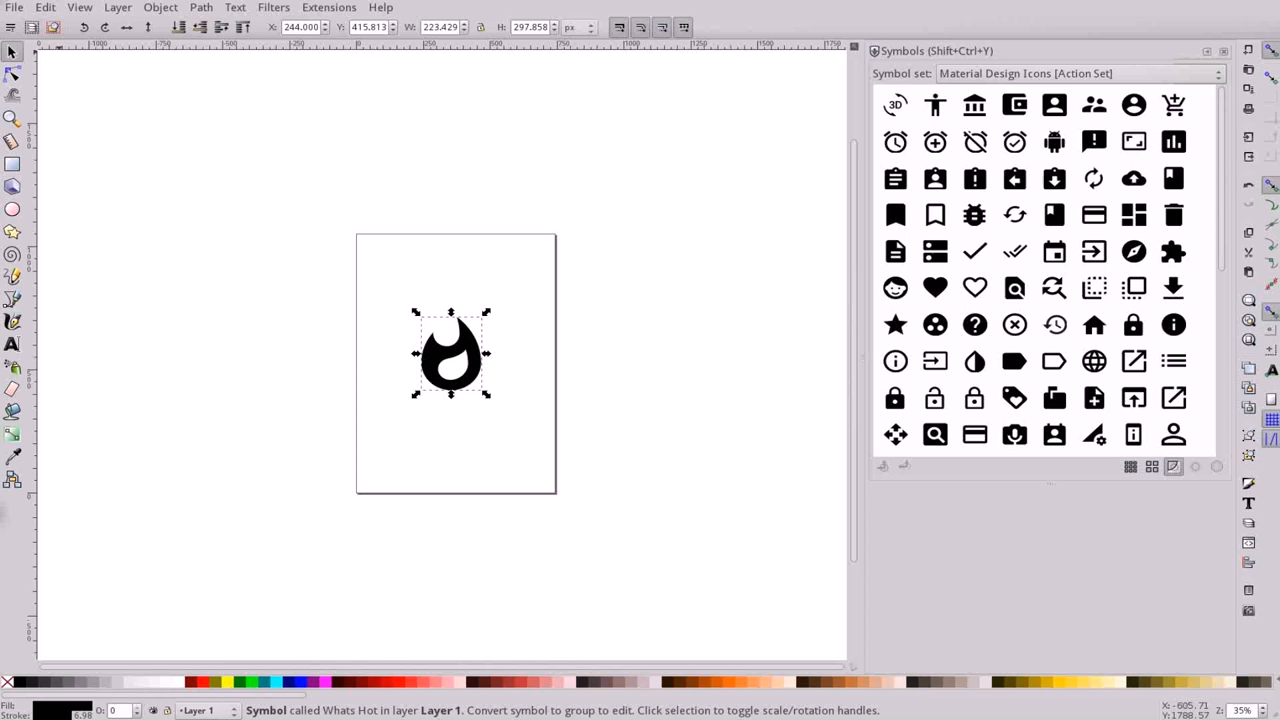 File Edit View Layer Object Path Text Filters Extensions Help
X: 244.000 Y: 415.813 W: 223.429 H: 297.858 px
Symbols (Shift+Ctrl+Y)
Symbol set: Material Design Icons [Action Set]
3D
Fill:
Stroke: 6.98
O: 0
Layer 1
Symbol called Whats Hot in layer Layer 1. Convert symbol to group to edit. Click selection to toggle scale/rotation handles.
X: -605.71
Y: 1788.57
Z: 35%